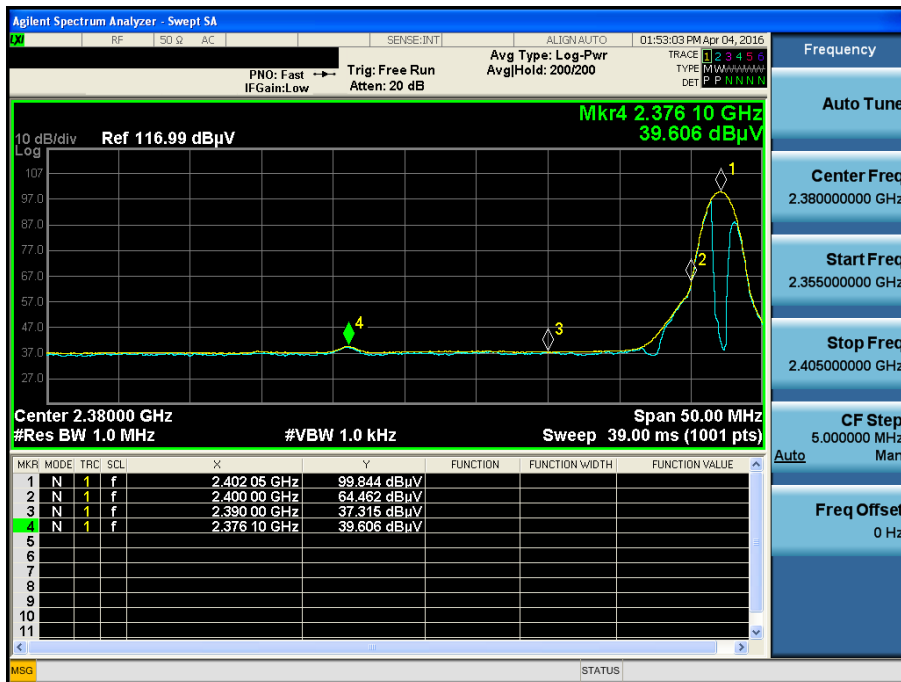 Agilent Spectrum Analyzer - Swept SA
LXI RF 50 Ω AC SENSE:INT ALIGN AUTO 01:53:03 PM Apr 04, 2016
PNO: Fast
IFGain:Low
Trig: Free Run
Atten: 20 dB
Avg Type: Log-Pwr
Avg|Hold: 200/200
TRACE 1 2 3 4 5 6
TYPE M W W W W W
DET P P N N N N
Mkr4 2.376 10 GHz
39.606 dBµV
10 dB/div Ref 116.99 dBµV
Log
107
97.0
87.0
77.0
67.0
57.0
47.0
37.0
27.0
1
2
3
4
Center 2.38000 GHz Span 50.00 MHz
#Res BW 1.0 MHz #VBW 1.0 kHz Sweep 39.00 ms (1001 pts)
MKR MODE TRC SCL X Y FUNCTION FUNCTION WIDTH FUNCTION VALUE
1 N 1 f 2.402 05 GHz 99.844 dBµV
2 N 1 f 2.400 00 GHz 64.462 dBµV
3 N 1 f 2.390 00 GHz 37.315 dBµV
4 N 1 f 2.376 10 GHz 39.606 dBµV
5
6
7
8
9
10
11
MSG STATUS
Frequency
Auto Tune
Center Freq
2.380000000 GHz
Start Freq
2.355000000 GHz
Stop Freq
2.405000000 GHz
CF Step
5.000000 MHz
Auto Man
Freq Offset
0 Hz